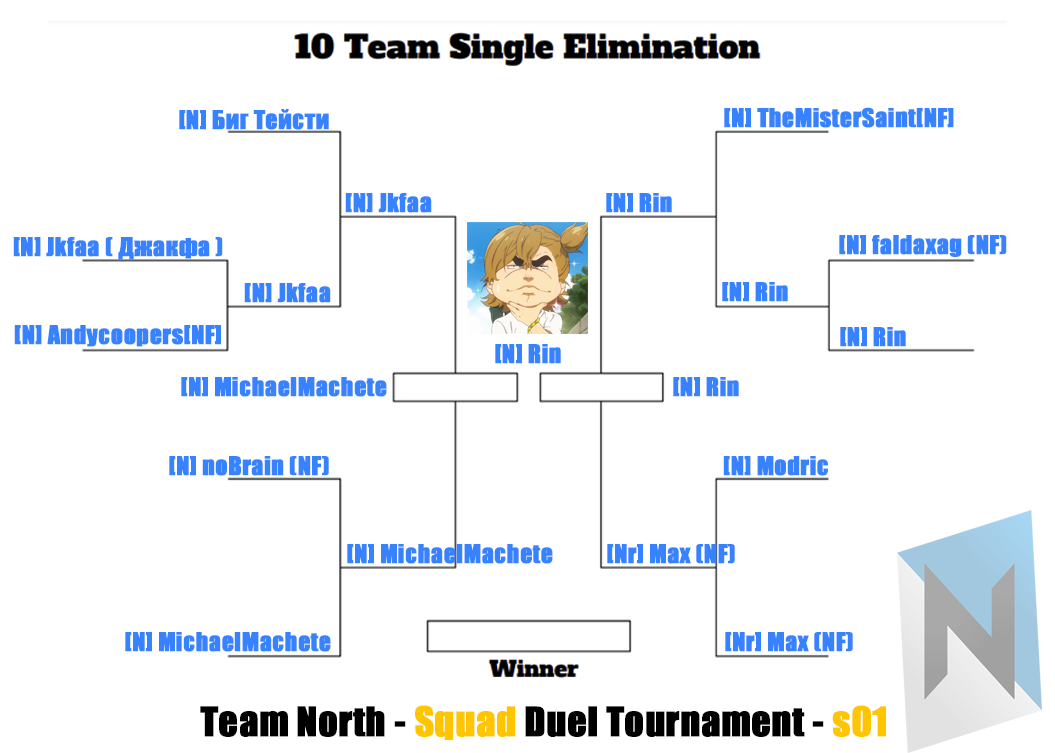 10 Team Single Elimination
[N] Биг Тейсти
[N] TheMisterSaint[NF]
[N] Jkfaa
[N] Rin
[N] Jkfaa ( Джакфа )
[N] faldaxag (NF)
[N] Jkfaa
[N] Rin
[N] Andycoopers[NF]
[N] Rin
[N] Rin
[N] MichaelMachete
[N] Rin
[N] noBrain (NF)
[N] Modric
[N] MichaelMachete
[Nr] Max (NF)
[N] MichaelMachete
[Nr] Max (NF)
Winner
Team North - Squad Duel Tournament - s01
N